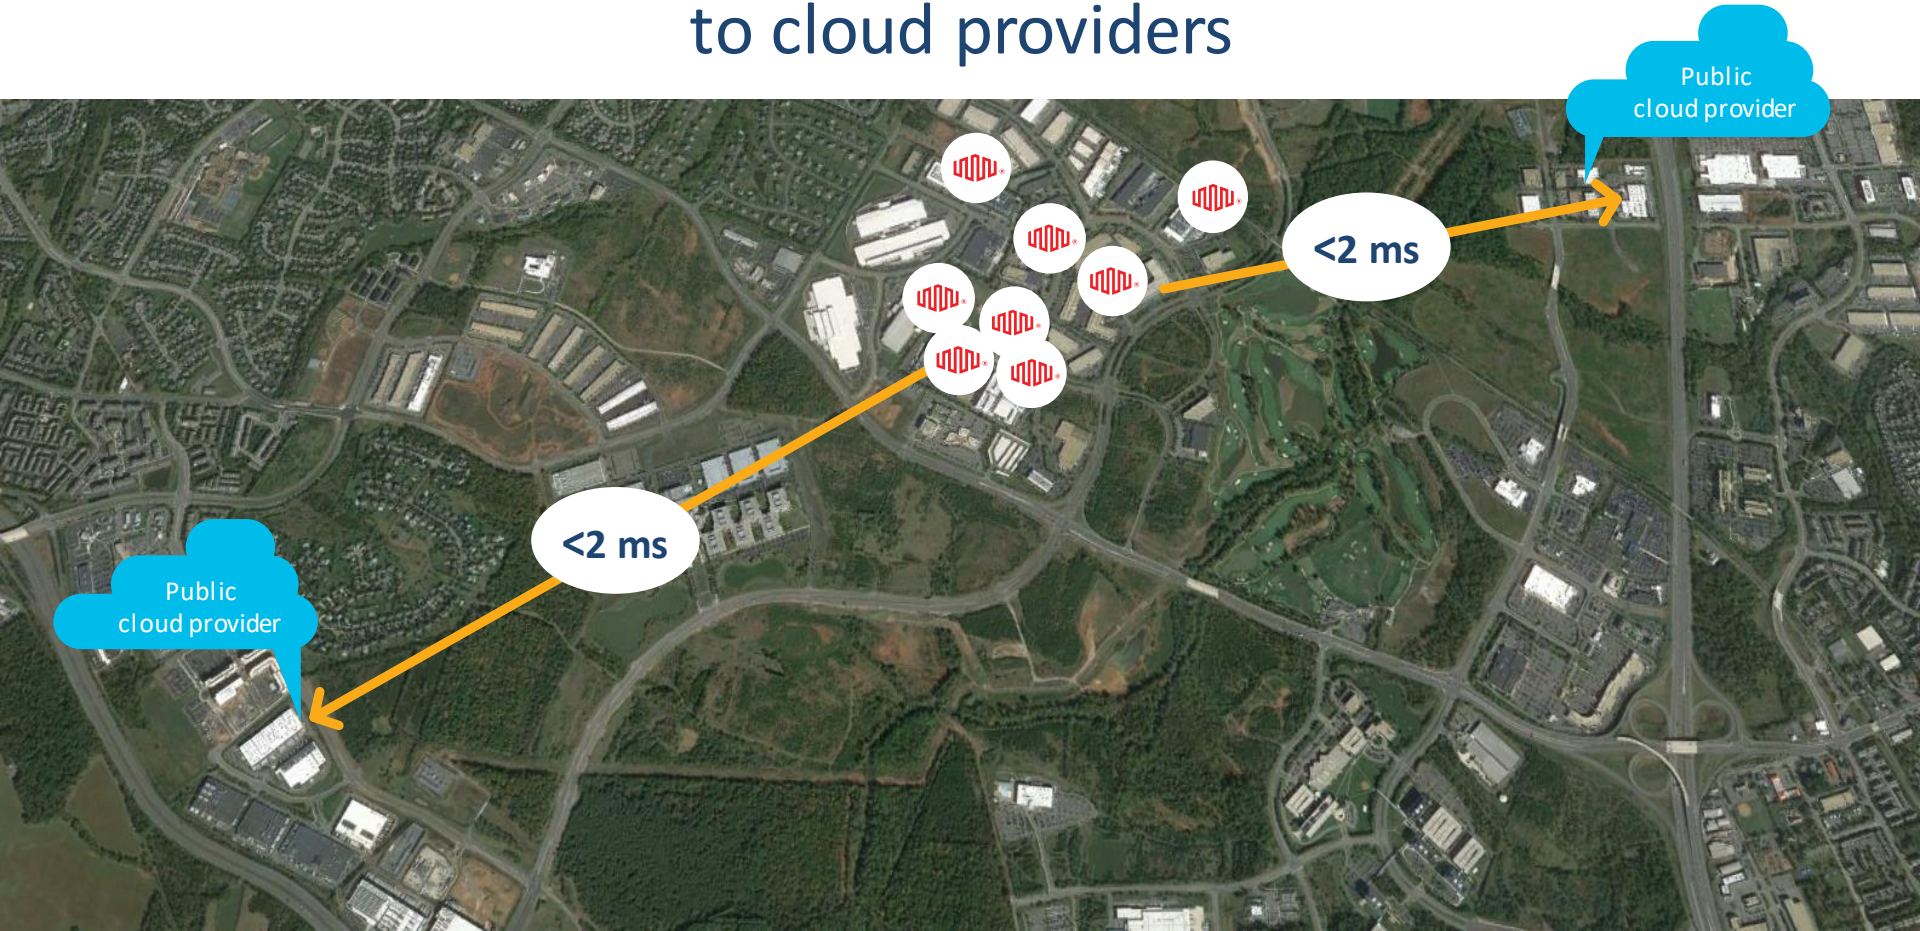 to cloud providers
Public
cloud provider
<2 ms
<2 ms
Public
cloud provider